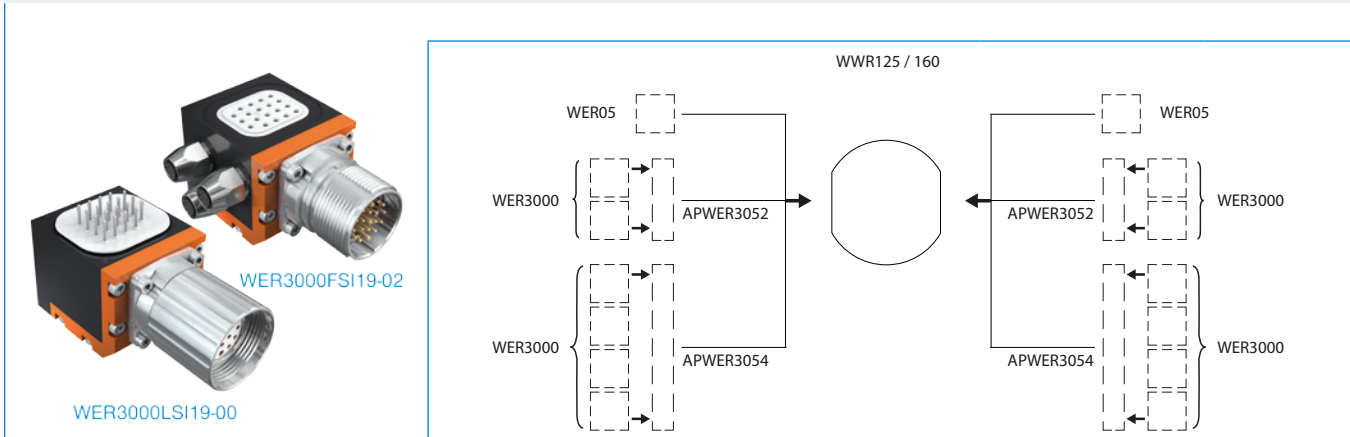 WER3000FSI19-02
WER3000LSI19-00
WWR125 / 160
WER05
WER05
WER3000
APWER3052
APWER3052
WER3000
WER3000
APWER3054
APWER3054
WER3000